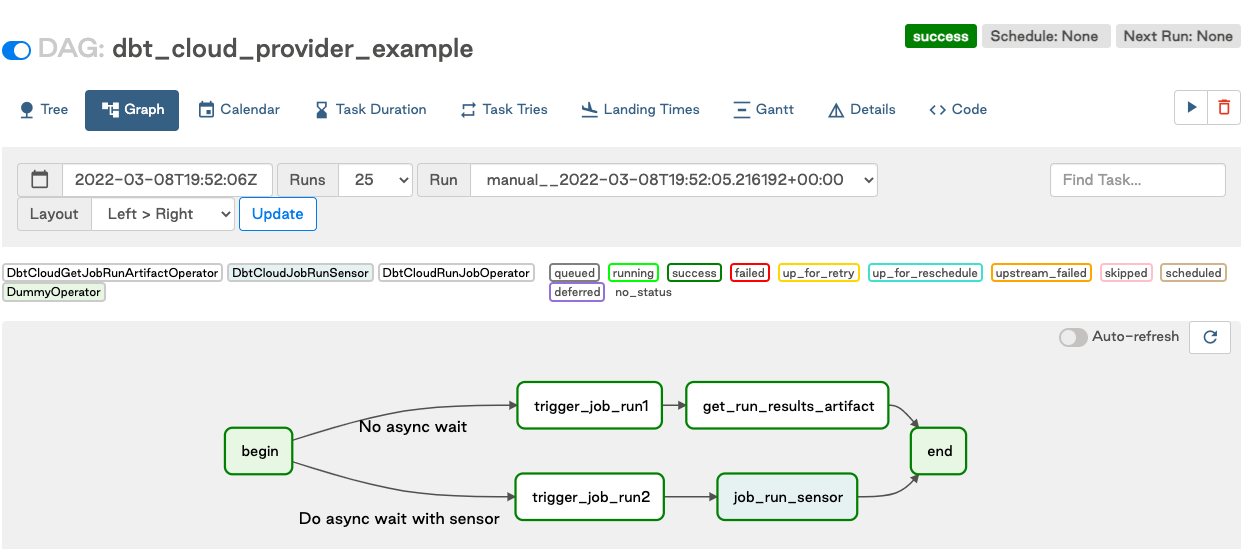 DAG: dbt_cloud_provider_example
success Schedule: None Next Run: None
Tree Graph Calendar Task Duration Task Tries Landing Times Gantt Details <> Code
2022-03-08T19:52:06Z Runs 25 Run manual__2022-03-08T19:52:05.216192+00:00 Find Task...
Layout Left > Right Update
DbtCloudGetJobRunArtifactOperator DbtCloudJobRunSensor DbtCloudRunJobOperator queued running success failed up_for_retry up_for_reschedule upstream_failed skipped scheduled
DummyOperator deferred no_status
Auto-refresh
trigger_job_run1 get_run_results_artifact
No async wait
begin end
trigger_job_run2 job_run_sensor
Do async wait with sensor